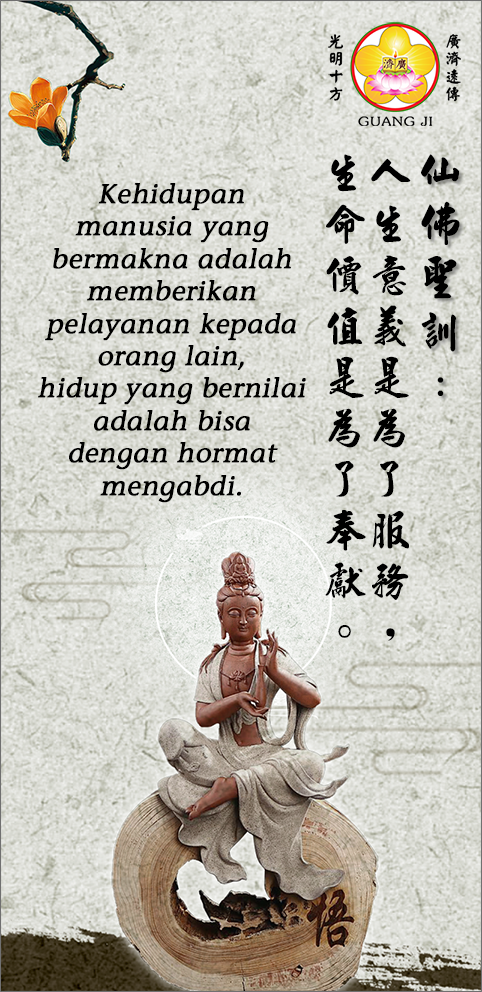 廣濟遠傳
光明十方
廣濟
GUANG JI
仙佛聖訓：
人生意義是為了服務，
生命價值是為了奉獻。
Kehidupan
manusia yang
bermakna adalah
memberikan
pelayanan kepada
orang lain,
hidup yang bernilai
adalah bisa
dengan hormat
mengabdi.
悟